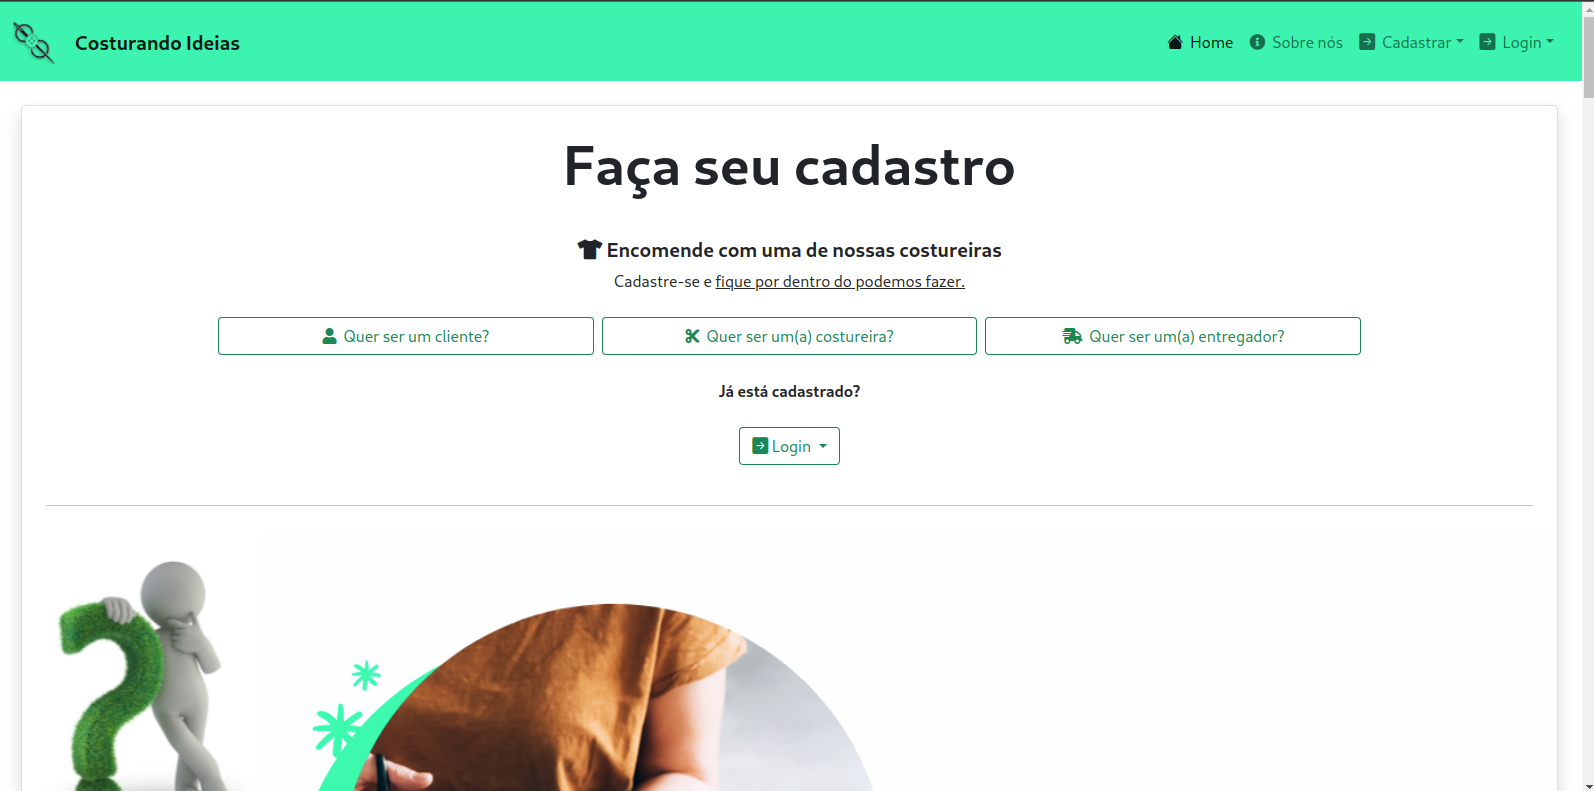 Costurando Ideias
Home Sobre nós Cadastrar Login
Faça seu cadastro
Encomende com uma de nossas costureiras
Cadastre-se e fique por dentro do podemos fazer.
Quer ser um cliente? Quer ser um(a) costureira? Quer ser um(a) entregador?
Já está cadastrado?
Login